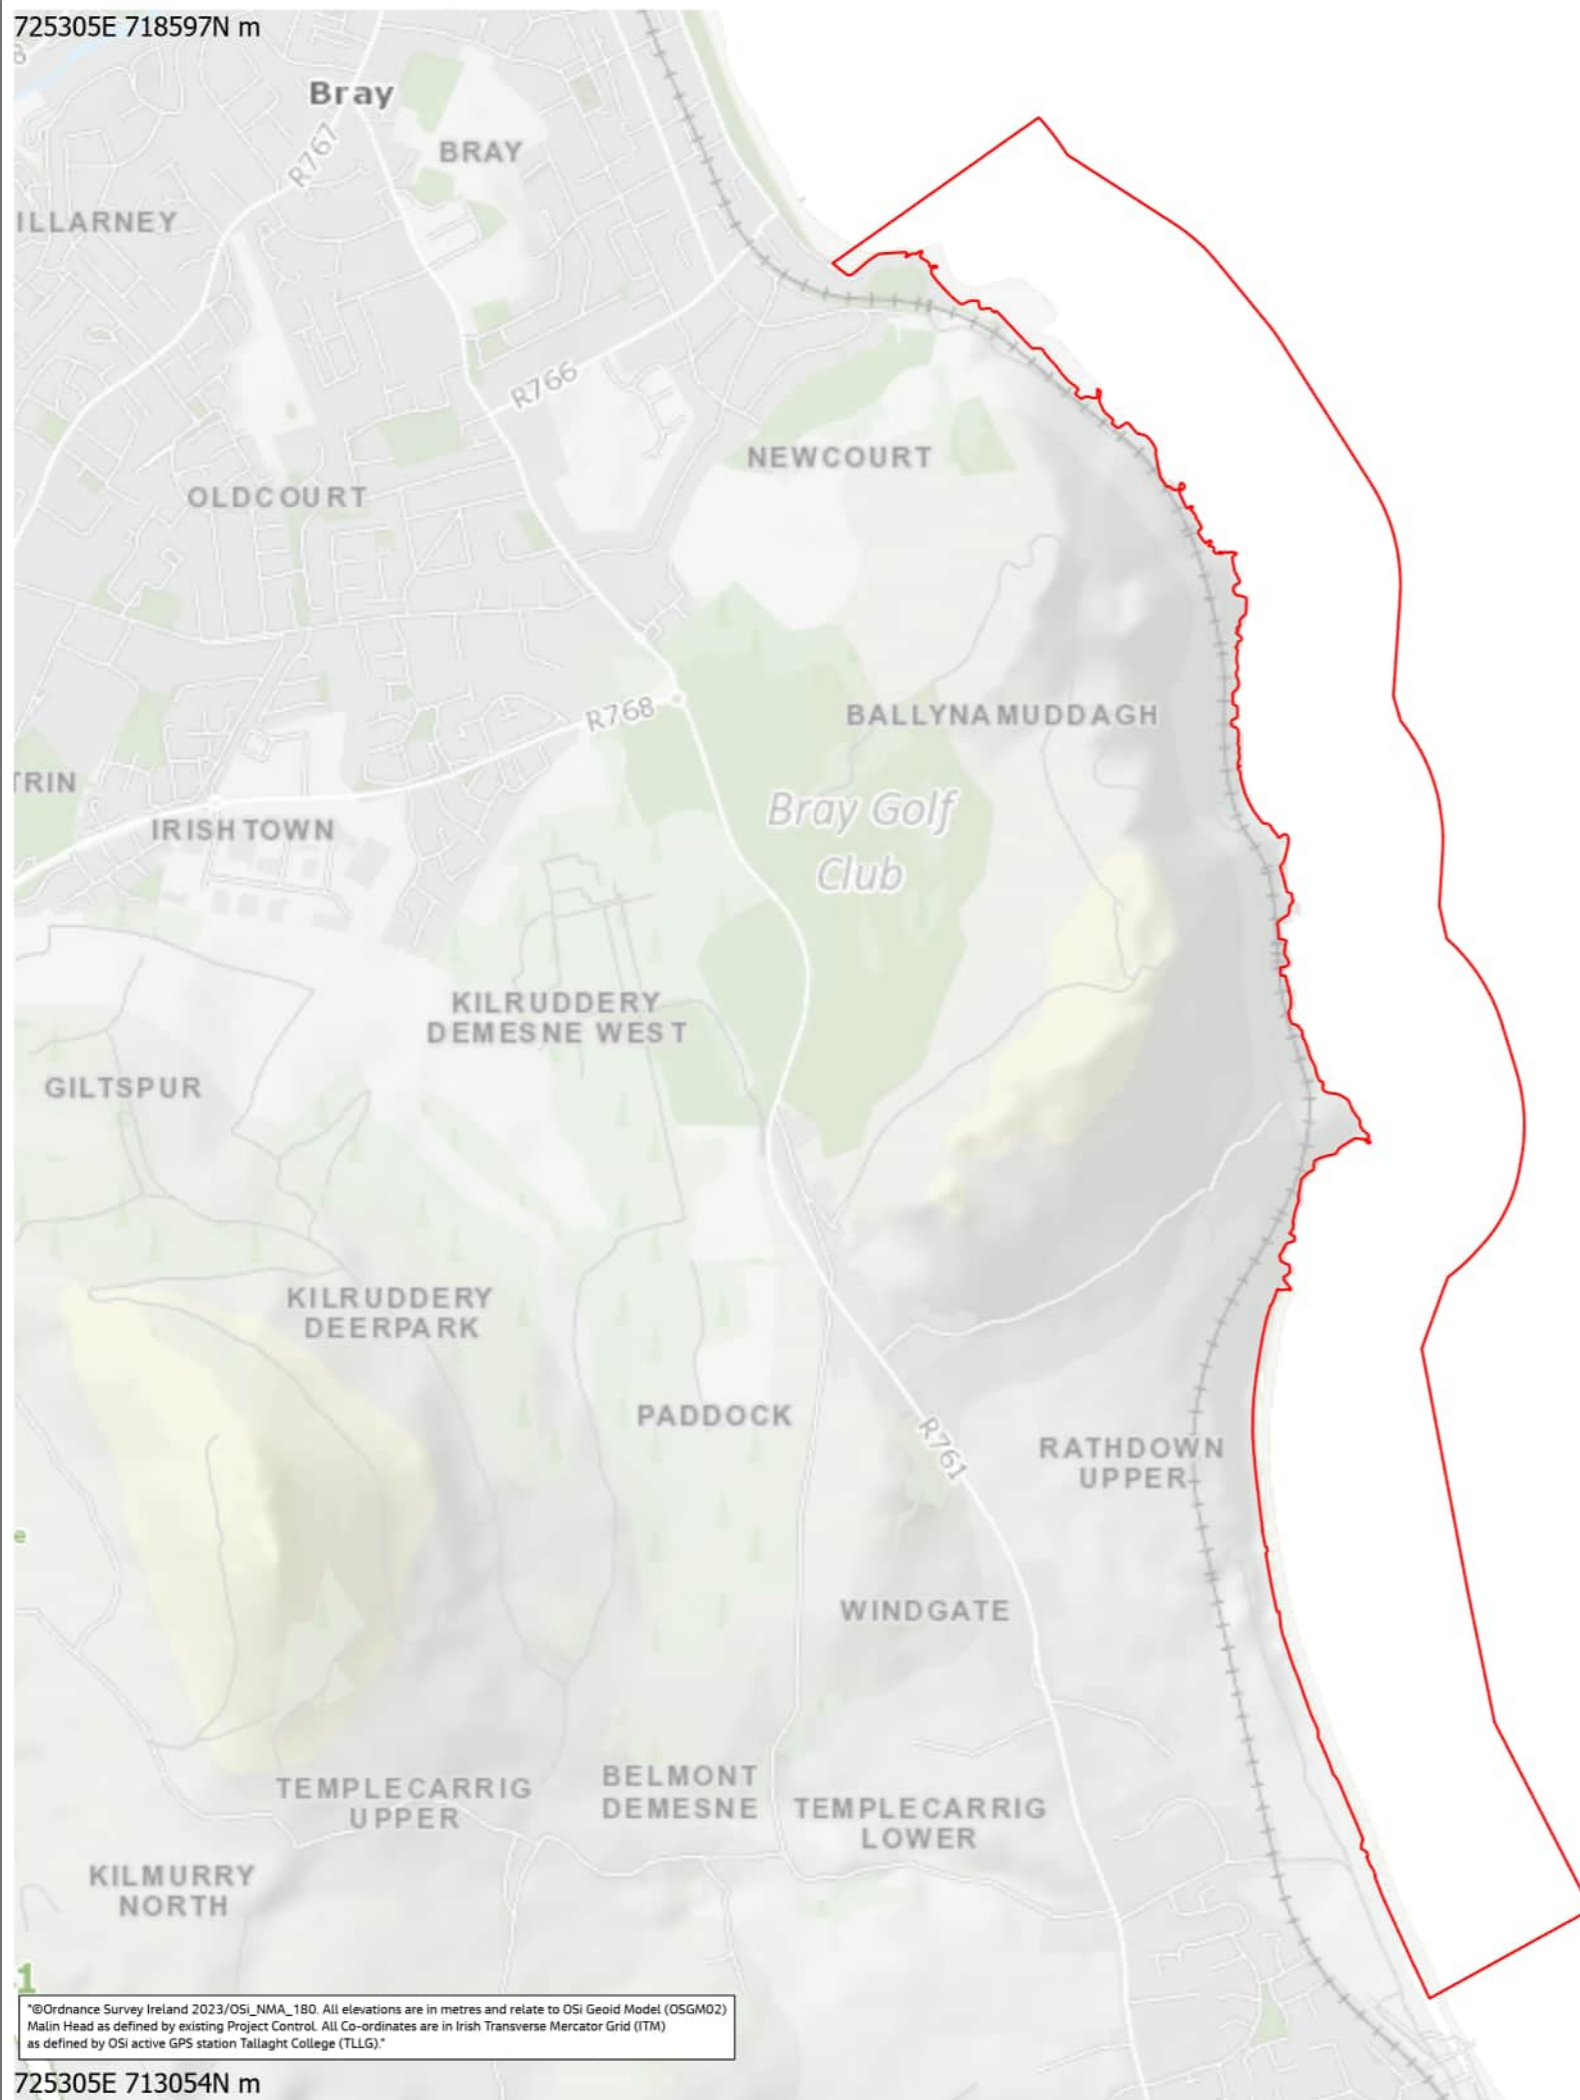 725305E 718597N m
Bray
BRAY
R767
ILLARNEY
R766
NEWCOURT
OLDCOURT
R768
BALLYNAMUDDAGH
TRIN
Bray Golf
Club
IRISHTOWN
KILRUDDERY
DEMESNE WEST
GILTSPUR
KILRUDDERY
DEERPARK
PADDOCK
R761
RATHDOWN
UPPER
e
WINDGATE
TEMPLECARRIG
UPPER
BELMONT
DEMESNE
TEMPLECARRIG
LOWER
KILMURRY
NORTH
1
"©Ordnance Survey Ireland 2023/OSi_NMA_180. All elevations are in metres and relate to OSi Geoid Model (OSGM02)
Malin Head as defined by existing Project Control. All Co-ordinates are in Irish Transverse Mercator Grid (ITM)
as defined by OSi active GPS station Tallaght College (TLLG)."
725305E 713054N m